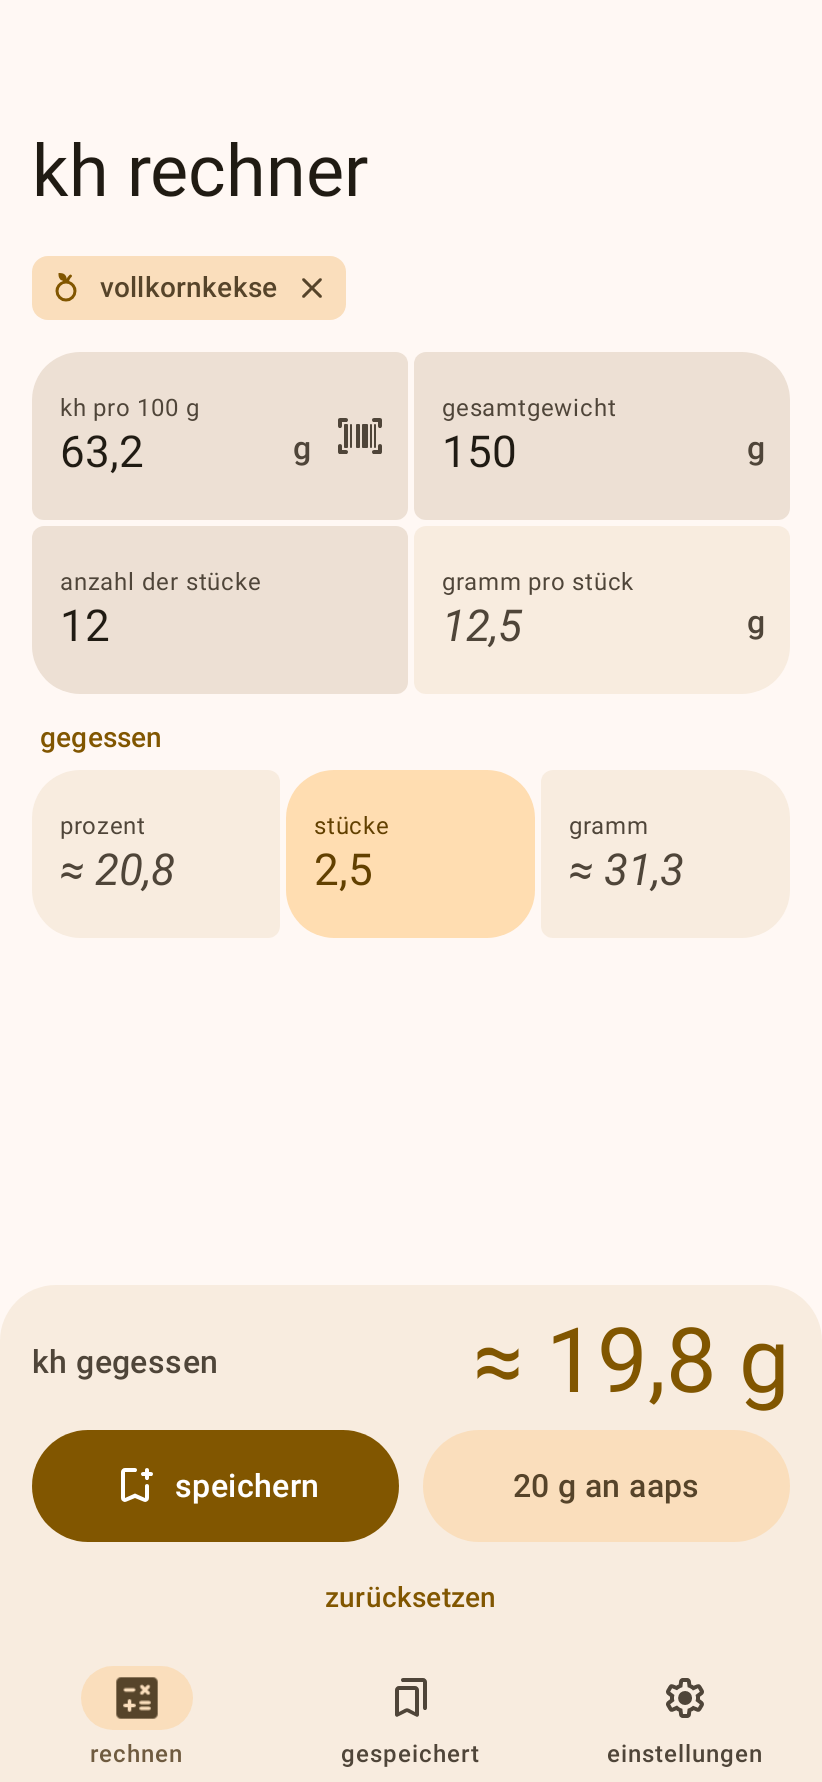 kh rechner
vollkornkekse
kh pro 100 g
63,2 g
gesamtgewicht
150 g
anzahl der stücke
12
gramm pro stück
12,5 g
gegessen
prozent
≈ 20,8
stücke
2,5
gramm
≈ 31,3
kh gegessen
≈ 19,8 g
speichern
20 g an aaps
zurücksetzen
rechnen
gespeichert
einstellungen